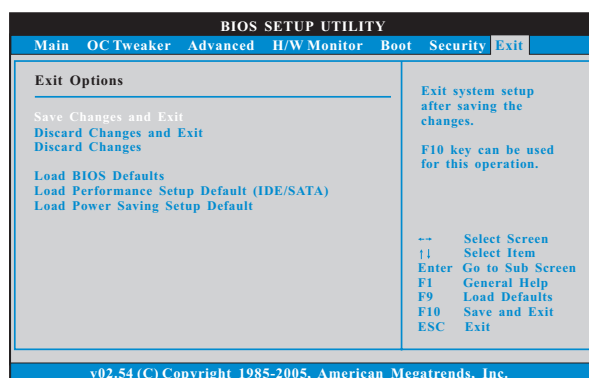 BIOS SETUP UTILITY
Main OC Tweaker Advanced H/W Monitor Boot Security Exit
Exit Options
Save Changes and Exit
Discard Changes and Exit
Discard Changes
Load BIOS Defaults
Load Performance Setup Default (IDE/SATA)
Load Power Saving Setup Default
Exit system setup
after saving the
changes.
F10 key can be used
for this operation.
←→ Select Screen
↑↓ Select Item
Enter Go to Sub Screen
F1 General Help
F9 Load Defaults
F10 Save and Exit
ESC Exit
v02.54 (C) Copyright 1985-2005, American Megatrends, Inc.